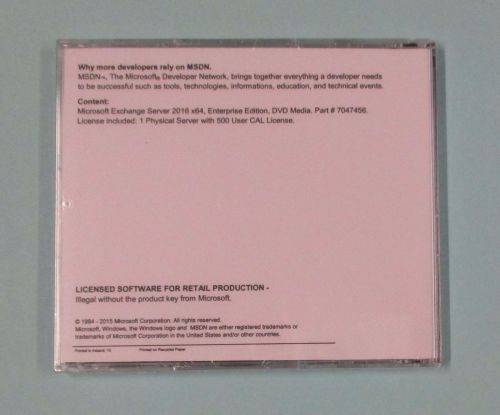 Why more developers rely on MSDN.
MSDN™, The Microsoft® Developer Network, brings together everything a developer needs
to be successful such as tools, technologies, informations, education, and technical events.
Content:
Microsoft Exchange Server 2016 x64, Enterprise Edition, DVD Media. Part # 7047456.
License Included: 1 Physical Server with 500 User CAL License.
LICENSED SOFTWARE FOR RETAIL PRODUCTION -
Illegal without the product key from Microsoft.
© 1984 - 2015 Microsoft Corporation. All rights reserved.
Microsoft, Windows, the Windows logo and MSDN are either registered trademarks or
trademarks of Microsoft Corporation in the United States and/or other countries.
Printed in Ireland. Printed on Recycled Paper